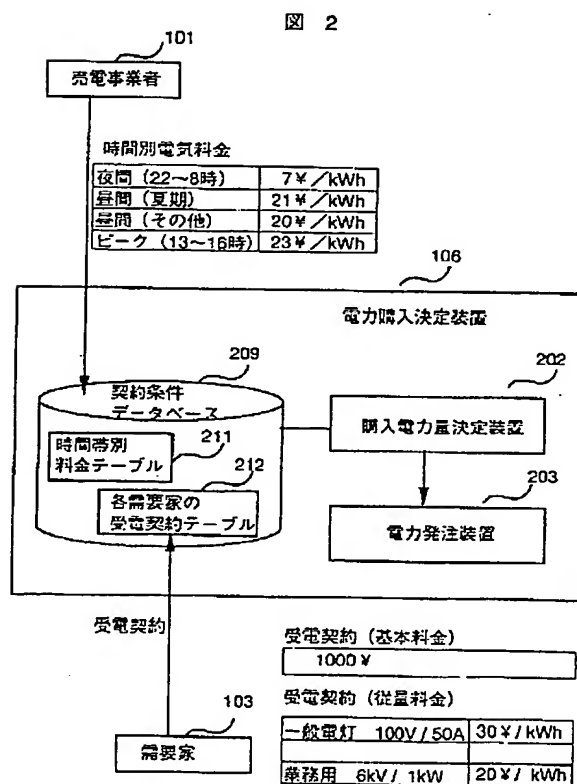 図 2
101
売電事業者
時間別電気料金
夜間（22～8時） 7¥／kWh
昼間（夏期） 21¥／kWh
昼間（その他） 20¥／kWh
ピーク（13～16時） 23¥／kWh
106
電力購入決定装置
209
契約条件
データベース
202
購入電力量決定装置
211
時間帯別
料金テーブル
212
各需要家の
受電契約テーブル
203
電力発注装置
受電契約
受電契約（基本料金）
1000¥
受電契約（従量料金）
103
需要家
一般電灯 100V/50A 30¥/kWh
業務用 6kV/1kW 20¥/kWh